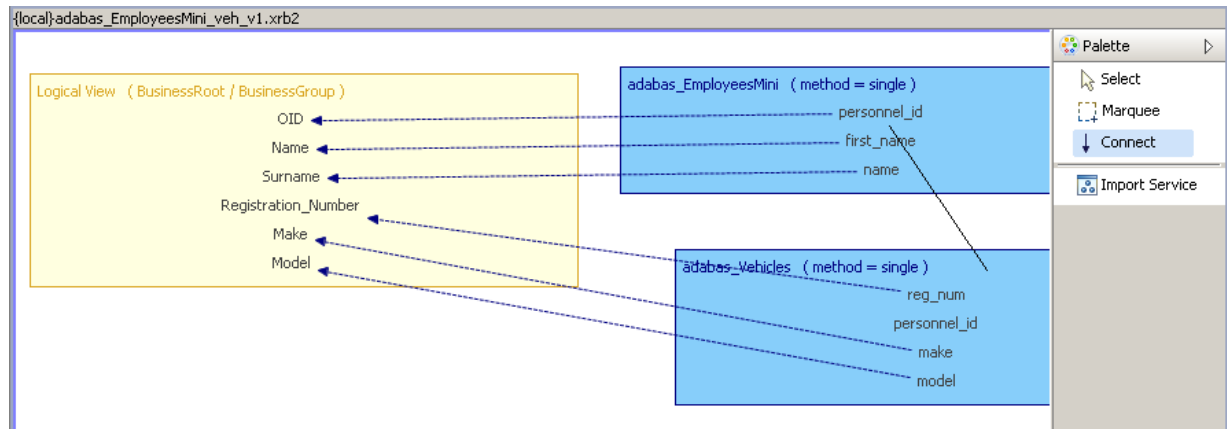 {local}adabas_EmployeesMini_veh_v1.xrb2
Logical View ( BusinessRoot / BusinessGroup )
OID
Name
Surname
Registration_Number
Make
Model
adabas_EmployeesMini ( method = single )
personnel_id
first_name
name
adabas_Vehicles ( method = single )
reg_num
personnel_id
make
model
Palette
Select
Marquee
Connect
Import Service